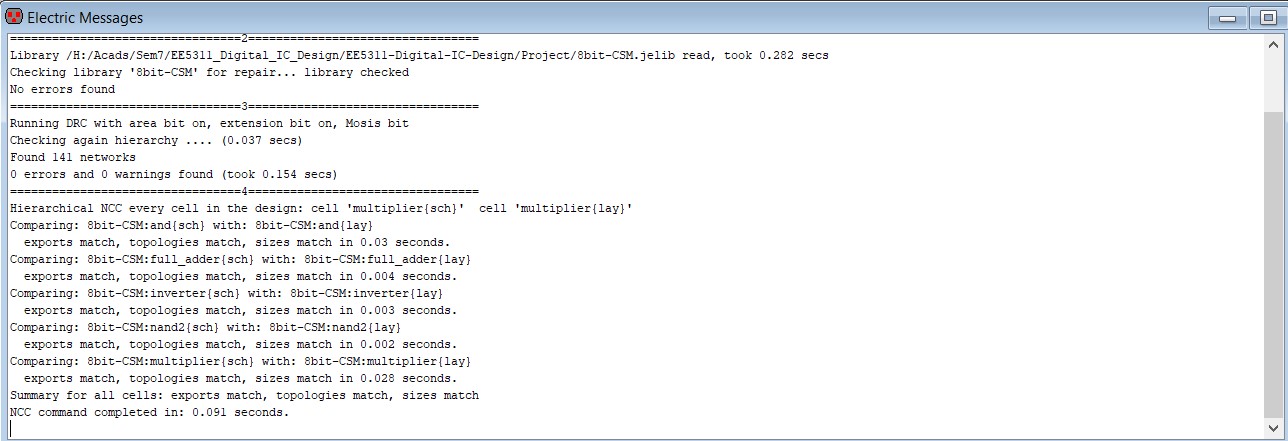 Electric Messages
=================================2=================================
Library /H:/Acads/Sem7/EE5311_Digital_IC_Design/EE5311-Digital-IC-Design/Project/8bit-CSM.jelib read, took 0.282 secs
Checking library '8bit-CSM' for repair... library checked
No errors found
=================================3=================================
Running DRC with area bit on, extension bit on, Mosis bit
Checking again hierarchy .... (0.037 secs)
Found 141 networks
0 errors and 0 warnings found (took 0.154 secs)
=================================4=================================
Hierarchical NCC every cell in the design: cell 'multiplier{sch}'  cell 'multiplier{lay}'
Comparing: 8bit-CSM:and{sch} with: 8bit-CSM:and{lay}
  exports match, topologies match, sizes match in 0.03 seconds.
Comparing: 8bit-CSM:full_adder{sch} with: 8bit-CSM:full_adder{lay}
  exports match, topologies match, sizes match in 0.004 seconds.
Comparing: 8bit-CSM:inverter{sch} with: 8bit-CSM:inverter{lay}
  exports match, topologies match, sizes match in 0.003 seconds.
Comparing: 8bit-CSM:nand2{sch} with: 8bit-CSM:nand2{lay}
  exports match, topologies match, sizes match in 0.002 seconds.
Comparing: 8bit-CSM:multiplier{sch} with: 8bit-CSM:multiplier{lay}
  exports match, topologies match, sizes match in 0.028 seconds.
Summary for all cells: exports match, topologies match, sizes match
NCC command completed in: 0.091 seconds.